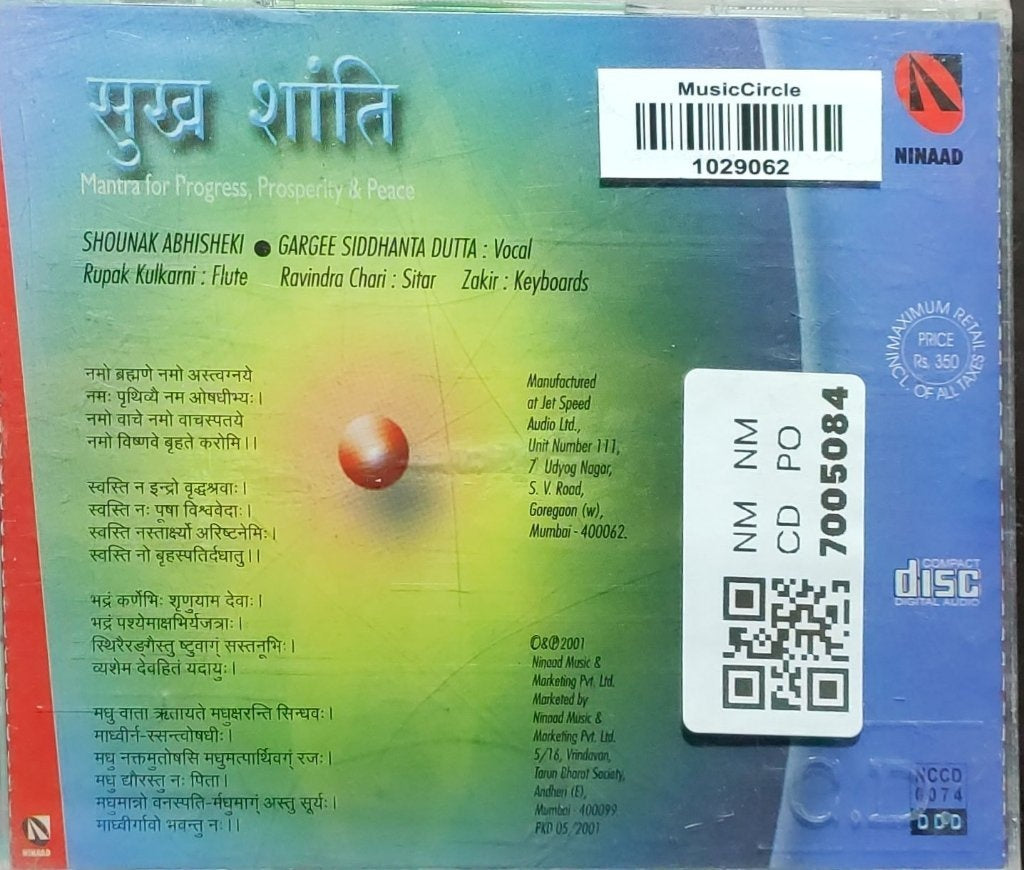 सुख शांति
Mantra for Progress, Prosperity & Peace
MusicCircle
1029062
NINAAD
SHOUNAK ABHISHEKI ● GARGEE SIDDHANTA DUTTA : Vocal
Rupak Kulkarni : Flute Ravindra Chari : Sitar Zakir : Keyboards
MAXIMUM RETAIL
PRICE
Rs. 350
INCL. OF ALL TAXES
नमो ब्रह्मणे नमो अस्त्वग्नये
नमः पृथिव्यै नम ओषधीभ्यः।
नमो वाचे नमो वाचस्पतये
नमो विष्णवे बृहते करोमि।।
स्वस्ति न इन्द्रो वृद्धश्रवाः।
स्वस्ति नः पूषा विश्ववेदाः।
स्वस्ति नस्तार्क्ष्यो अरिष्टनेमिः।
स्वस्ति नो बृहस्पतिर्दधातु।।
भद्रं कर्णेभिः शृणुयाम देवाः।
भद्रं पश्येमाक्षभिर्यजत्राः।
स्थिरैरङ्गैस्तु ष्टुवाग्ं सस्तनूभिः।
व्यशेम देवहितं यदायुः।
मधु वाता ऋतायते मधुक्षरन्ति सिन्धवः।
माध्वीर्न-स्सन्त्वोषधीः।
मधु नक्तमुतोषसि मधुमत्पार्थिवग्ं रजः।
मधु द्यौरस्तु नः पिता।
मधुमान्नो वनस्पति-र्मधुमाग्ं अस्तु सूर्यः।
माध्वीर्गावो भवन्तु नः।।
Manufactured
at Jet Speed
Audio Ltd.,
Unit Number 111,
7 Udyog Nagar,
S. V. Road,
Goregaon (w),
Mumbai - 400062.
©&℗2001
Ninaad Music &
Marketing Pvt. Ltd.
Marketed by
Ninaad Music &
Marketing Pvt. Ltd.
5/16, Vrindavan,
Tarun Bharat Society,
Andheri (E),
Mumbai - 400099
PKD 05/2001
NM NM
CD PO
7005084
COMPACT
disc
DIGITAL AUDIO
C.D.
NCCD
0074
DDD
NINAAD